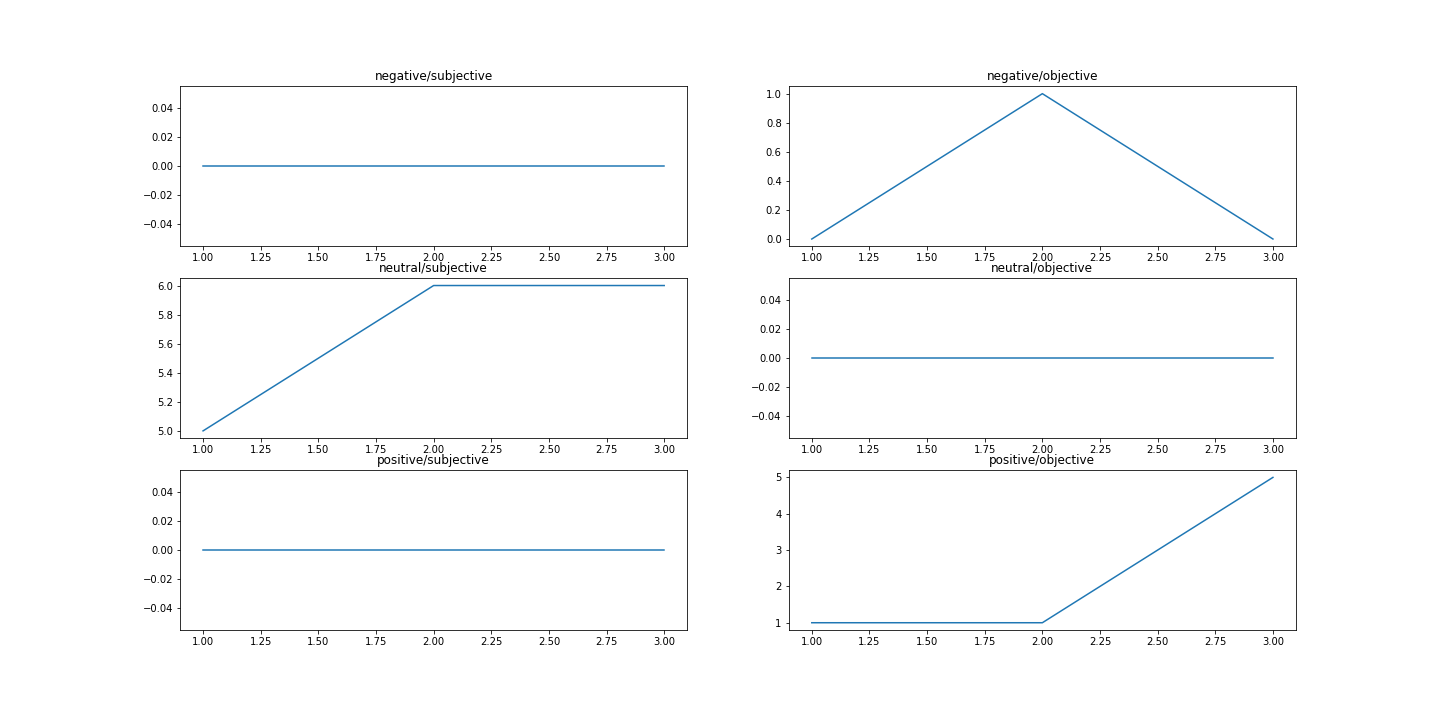 negative/subjective
0.04
0.02
0.00
−0.02
−0.04
1.00 1.25 1.50 1.75 2.00 2.25 2.50 2.75 3.00
negative/objective
1.0
0.8
0.6
0.4
0.2
0.0
1.00 1.25 1.50 1.75 2.00 2.25 2.50 2.75 3.00
neutral/subjective
6.0
5.8
5.6
5.4
5.2
5.0
1.00 1.25 1.50 1.75 2.00 2.25 2.50 2.75 3.00
neutral/objective
0.04
0.02
0.00
−0.02
−0.04
1.00 1.25 1.50 1.75 2.00 2.25 2.50 2.75 3.00
positive/subjective
0.04
0.02
0.00
−0.02
−0.04
1.00 1.25 1.50 1.75 2.00 2.25 2.50 2.75 3.00
positive/objective
5
4
3
2
1
1.00 1.25 1.50 1.75 2.00 2.25 2.50 2.75 3.00